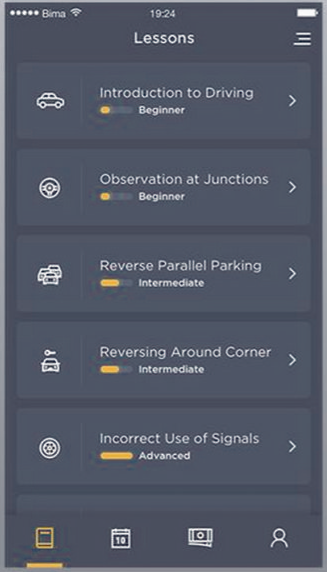 Bima 19:24
Lessons
Introduction to Driving
Beginner
Observation at Junctions
Beginner
Reverse Parallel Parking
Intermediate
Reversing Around Corner
Intermediate
Incorrect Use of Signals
Advanced
10